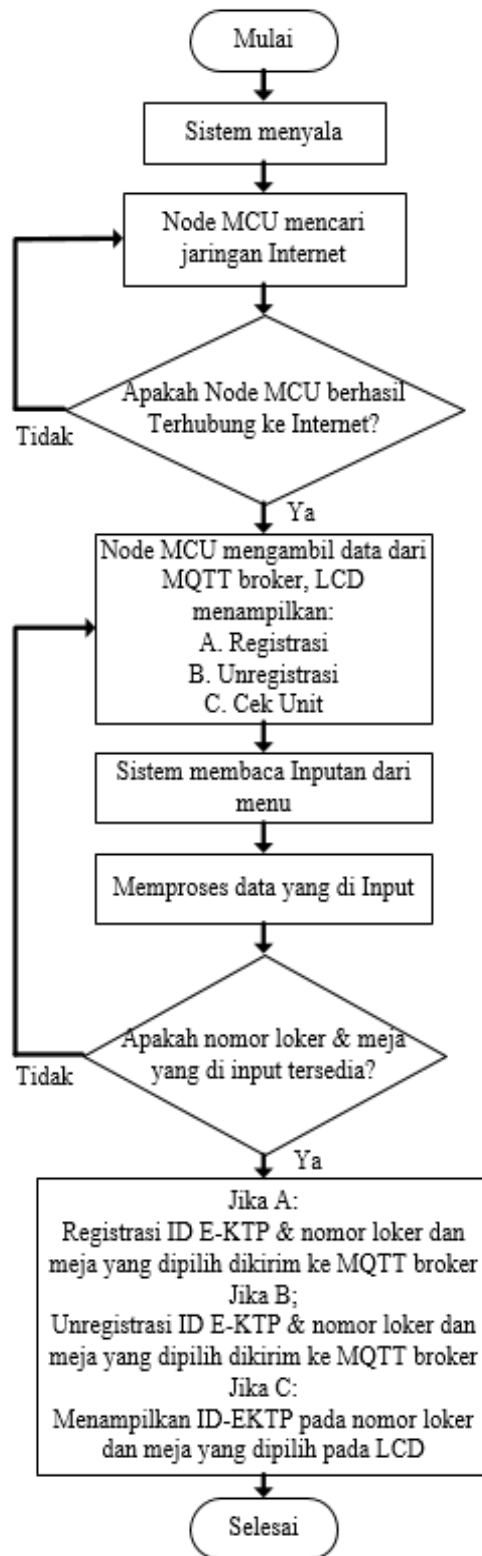 Mulai
Sistem menyala
Node MCU mencari
jaringan Internet
Apakah Node MCU berhasil
Terhubung ke Internet?
Tidak
Ya
Node MCU mengambil data dari
MQTT broker, LCD
menampilkan:
A. Registrasi
B. Unregistrasi
C. Cek Unit
Sistem membaca Inputan dari
menu
Memproses data yang di Input
Apakah nomor loker & meja
yang di input tersedia?
Tidak
Ya
Jika A:
Registrasi ID E-KTP & nomor loker dan
meja yang dipilih dikirim ke MQTT broker
Jika B;
Unregistrasi ID E-KTP & nomor loker dan
meja yang dipilih dikirim ke MQTT broker
Jika C:
Menampilkan ID-EKTP pada nomor loker
dan meja yang dipilih pada LCD
Selesai